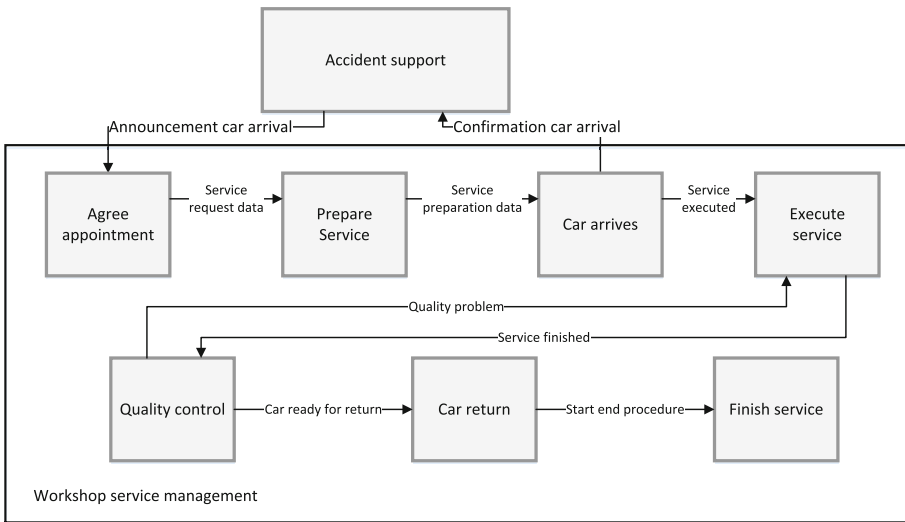 Accident support
Announcement car arrival
Confirmation car arrival
Agree
appointment
Service
request data
Prepare
Service
Service
preparation data
Car arrives
Service
executed
Execute
service
Quality problem
Service finished
Quality control
Car ready for return
Car return
Start end procedure
Finish service
Workshop service management